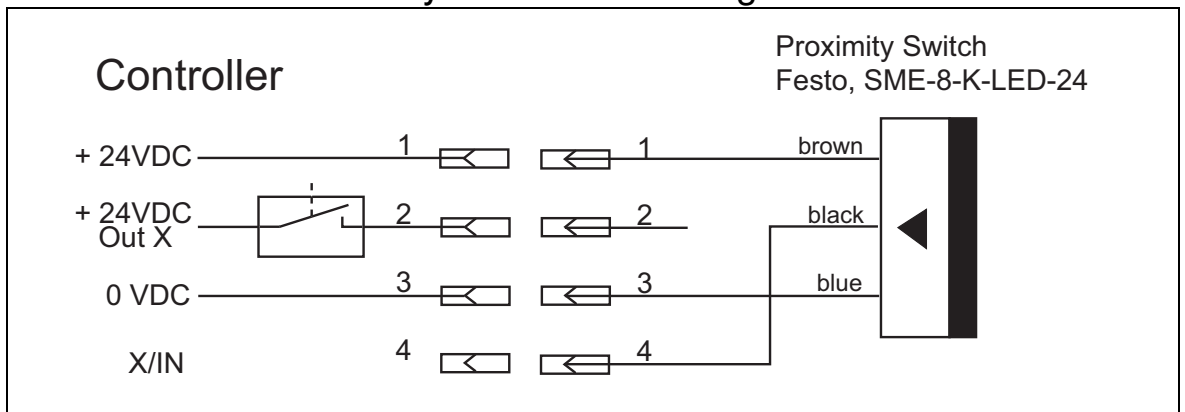 Controller
Proximity Switch
Festo, SME-8-K-LED-24
+ 24VDC 1 1 brown
+ 24VDC
Out X 2 2 black
0 VDC 3 3 blue
X/IN 4 4